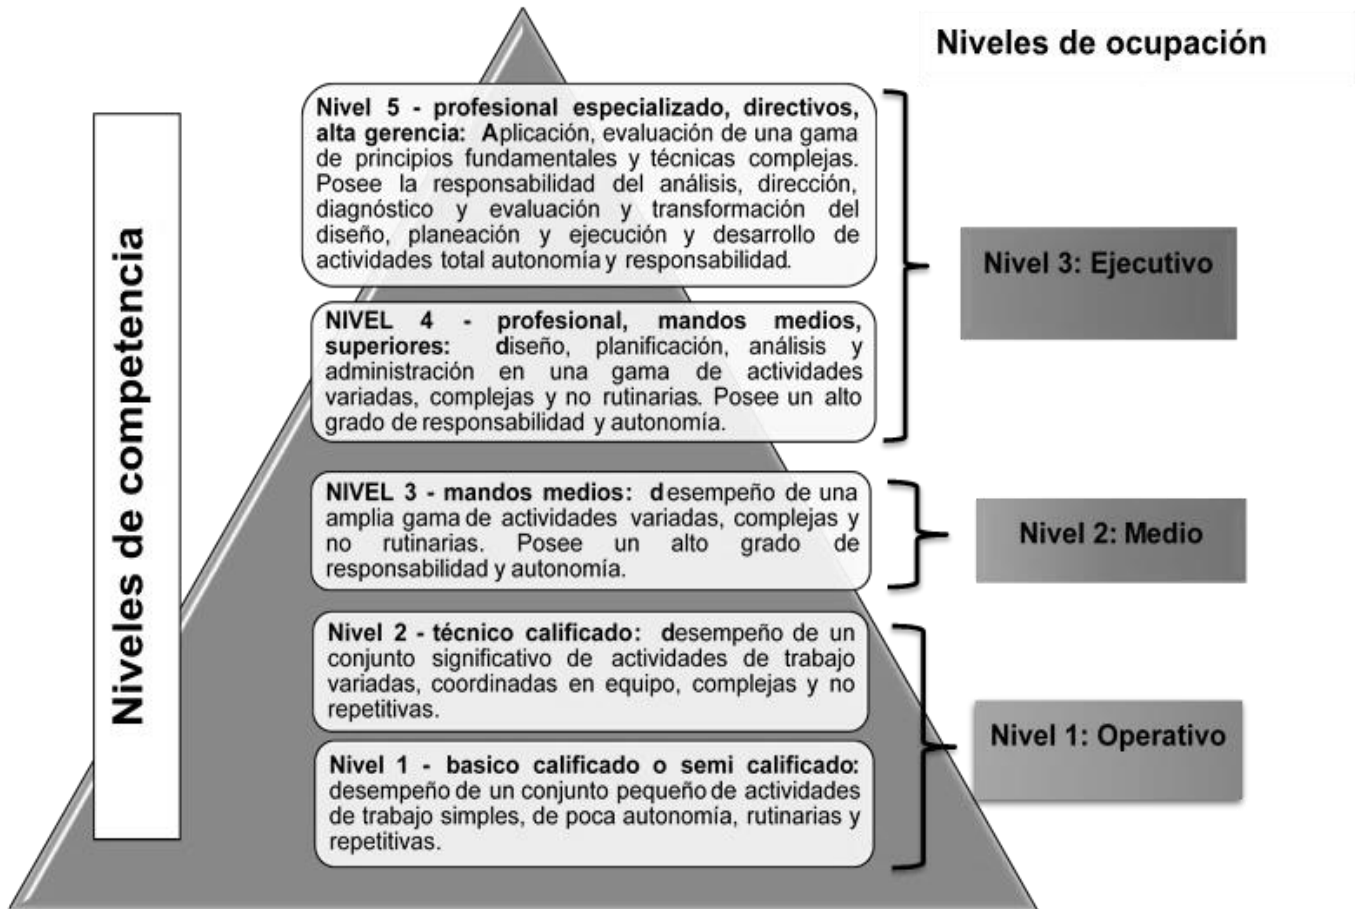 Niveles de ocupación
Niveles de competencia
Nivel 5 - profesional especializado, directivos,
alta gerencia: Aplicación, evaluación de una gama
de principios fundamentales y técnicas complejas.
Posee la responsabilidad del análisis, dirección,
diagnóstico y evaluación y transformación del
diseño, planeación y ejecución y desarrollo de
actividades total autonomía y responsabilidad.
Nivel 3: Ejecutivo
NIVEL 4 - profesional, mandos medios,
superiores: diseño, planificación, análisis y
administración en una gama de actividades
variadas, complejas y no rutinarias. Posee un alto
grado de responsabilidad y autonomía.
NIVEL 3 - mandos medios: desempeño de una
amplia gama de actividades variadas, complejas y
no rutinarias. Posee un alto grado de
responsabilidad y autonomía.
Nivel 2: Medio
Nivel 2 - técnico calificado: desempeño de un
conjunto significativo de actividades de trabajo
variadas, coordinadas en equipo, complejas y no
repetitivas.
Nivel 1 - basico calificado o semi calificado:
desempeño de un conjunto pequeño de actividades
de trabajo simples, de poca autonomía, rutinarias y
repetitivas.
Nivel 1: Operativo